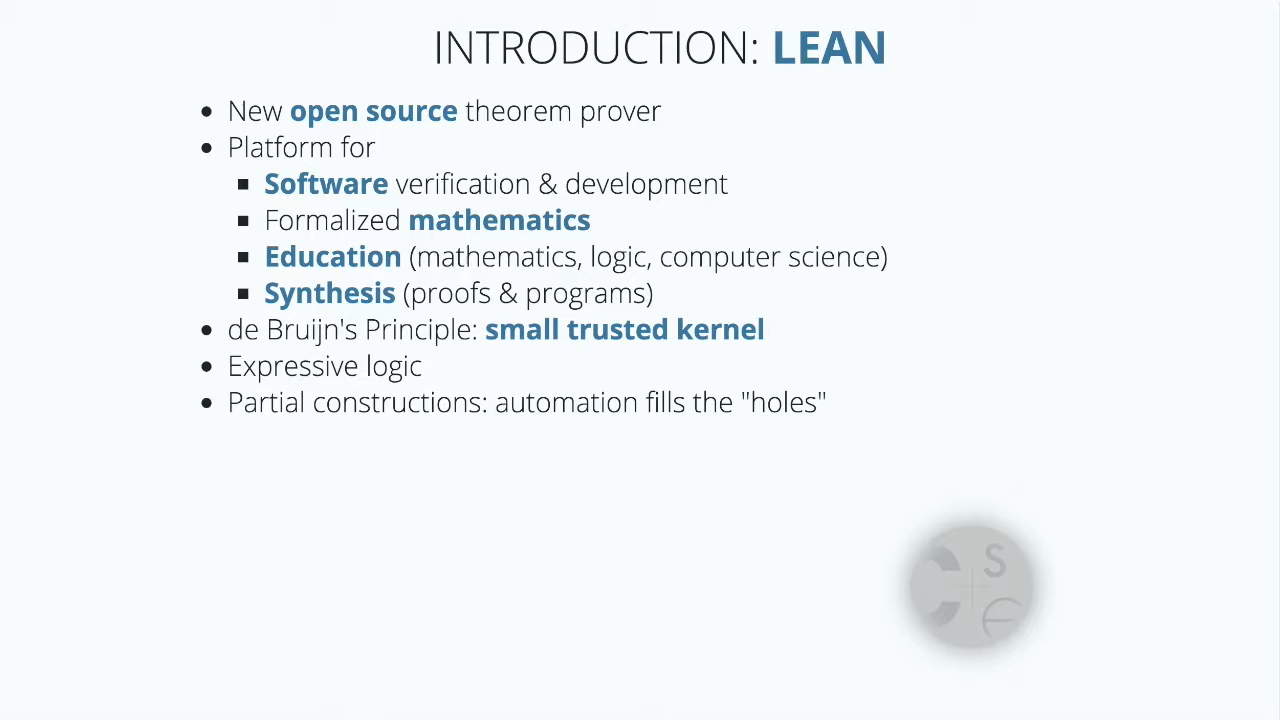 INTRODUCTION: LEAN
• New open source theorem prover
• Platform for
▪ Software verification & development
▪ Formalized mathematics
▪ Education (mathematics, logic, computer science)
▪ Synthesis (proofs & programs)
• de Bruijn's Principle: small trusted kernel
• Expressive logic
• Partial constructions: automation fills the "holes"
C S
E